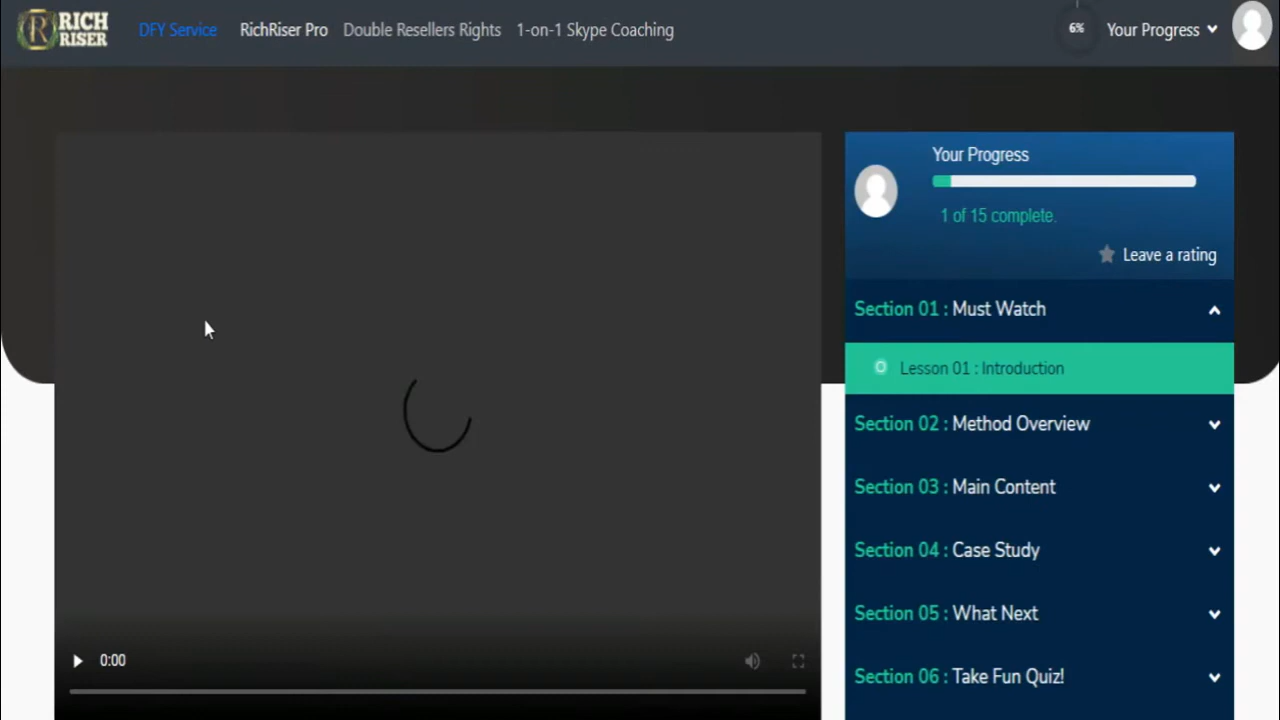 RICH
RISER
DFY Service
RichRiser Pro
Double Resellers Rights
1-on-1 Skype Coaching
6%
Your Progress
Your Progress
1 of 15 complete.
Leave a rating
Section 01 : Must Watch
Lesson 01 : Introduction
Section 02 : Method Overview
Section 03 : Main Content
Section 04 : Case Study
Section 05 : What Next
Section 06 : Take Fun Quiz!
0:00